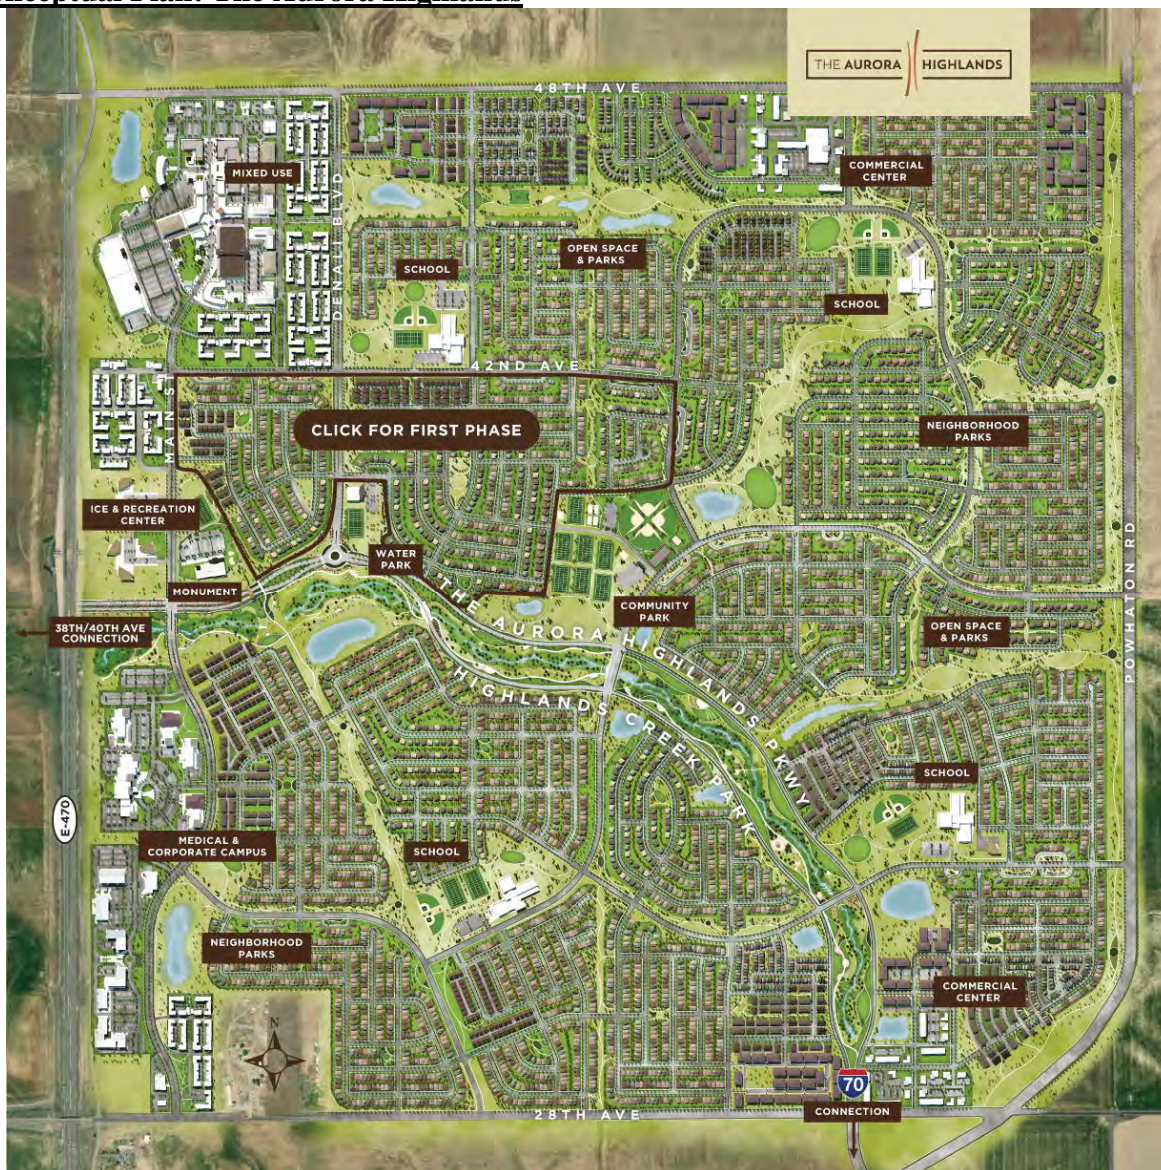 THE AURORA HIGHLANDS
48TH AVE
MIXED USE
DENALI BLVD
COMMERCIAL
CENTER
OPEN SPACE
& PARKS
SCHOOL
SCHOOL
42ND AVE
MAIN ST
CLICK FOR FIRST PHASE
NEIGHBORHOOD
PARKS
ICE & RECREATION
CENTER
WATER
PARK
MONUMENT
38TH/40TH AVE
CONNECTION
COMMUNITY
PARK
OPEN SPACE
& PARKS
POWHATON RD
THE AURORA HIGHLANDS PKWY
HIGHLANDS CREEK PARK
SCHOOL
E-470
MEDICAL &
CORPORATE CAMPUS
SCHOOL
NEIGHBORHOOD
PARKS
COMMERCIAL
CENTER
N
70
28TH AVE
CONNECTION